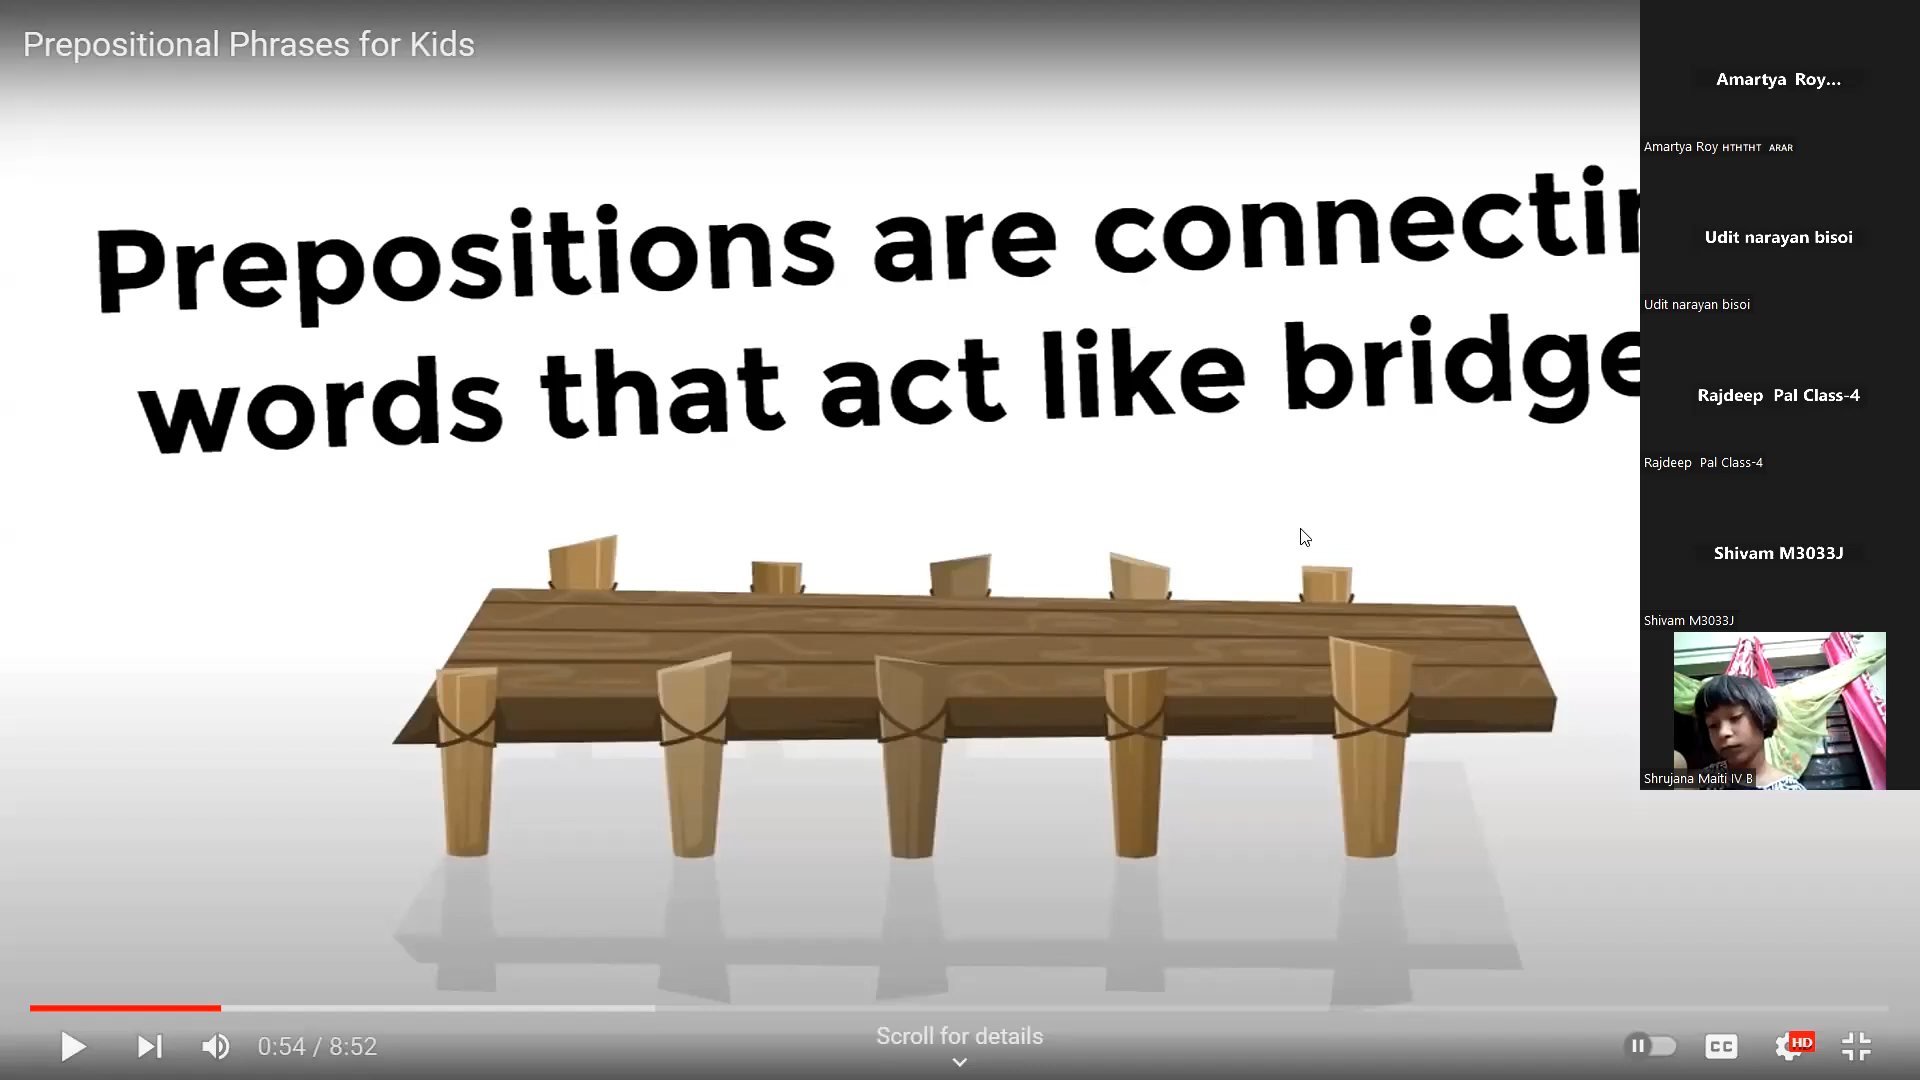 Prepositional Phrases for Kids
Prepositions are connectin
words that act like bridge
Amartya Roy...
Amartya Roy HTHTHT ARAR
Udit narayan bisoi
Udit narayan bisoi
Rajdeep Pal Class-4
Rajdeep Pal Class-4
Shivam M3033J
Shivam M3033J
Shrujana Maiti IV B
0:54 / 8:52
Scroll for details
CC
HD